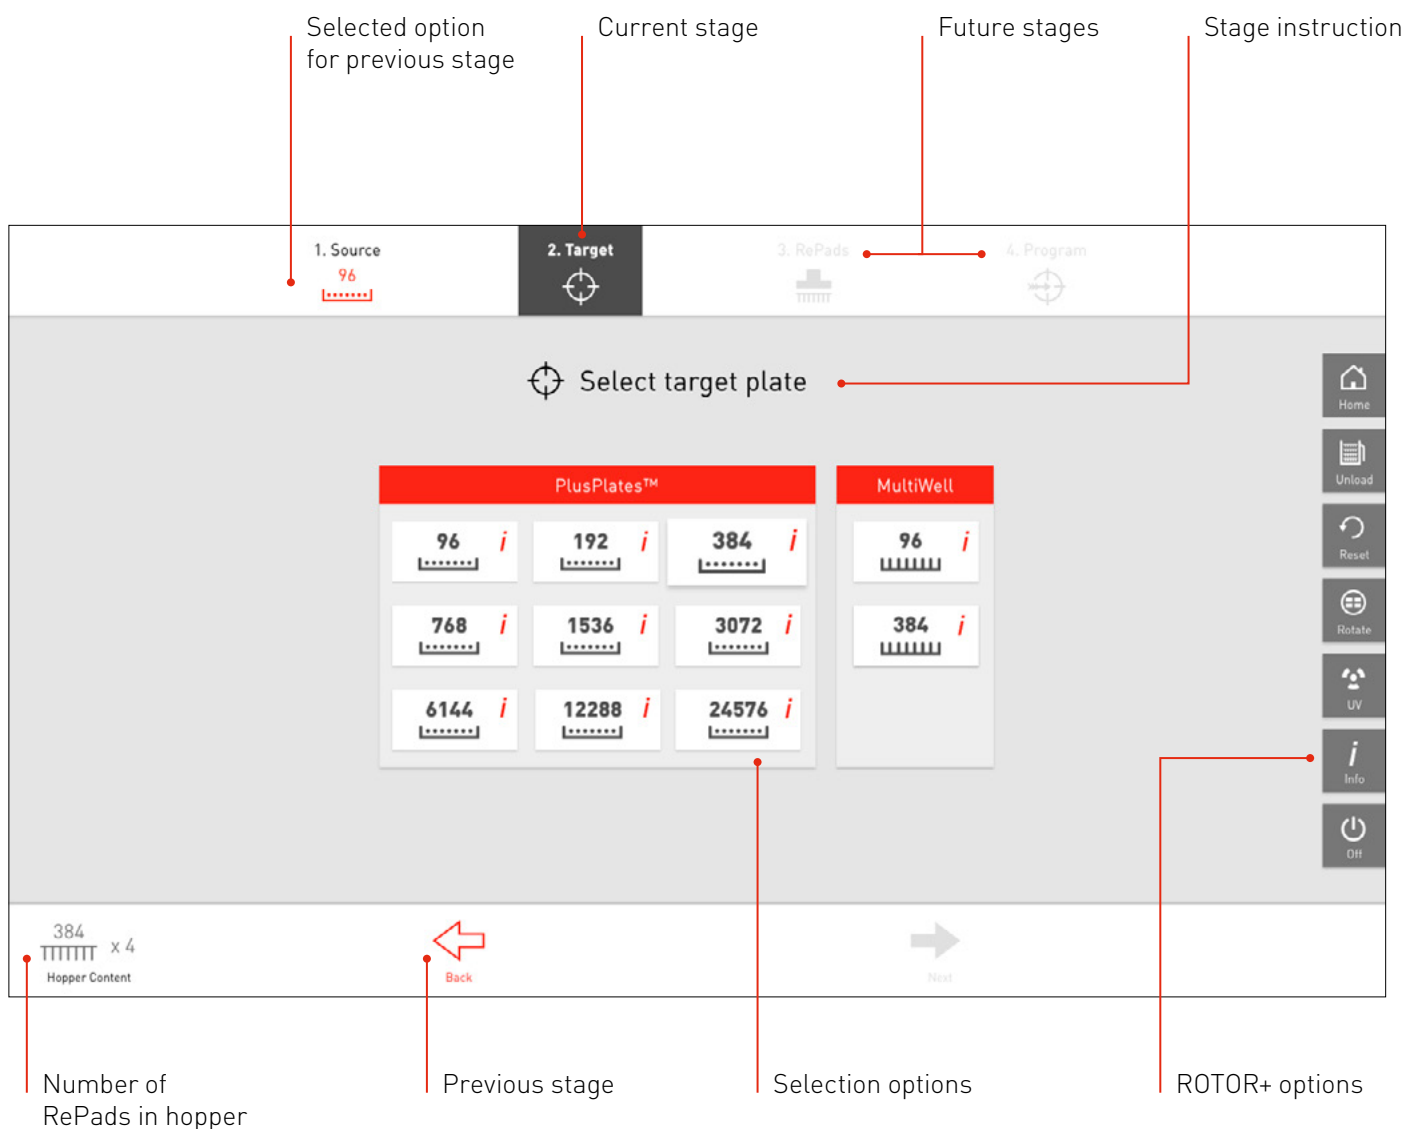 Selected option
for previous stage
Current stage
Future stages
Stage instruction
1. Source
96
2. Target
3. RePads
4. Program
Select target plate
PlusPlates™
MultiWell
96 i
192 i
384 i
96 i
768 i
1536 i
3072 i
384 i
6144 i
12288 i
24576 i
Home
Unload
Reset
Rotate
UV
i
Info
Off
384
x 4
Hopper Content
Back
Next
Number of
RePads in hopper
Previous stage
Selection options
ROTOR+ options